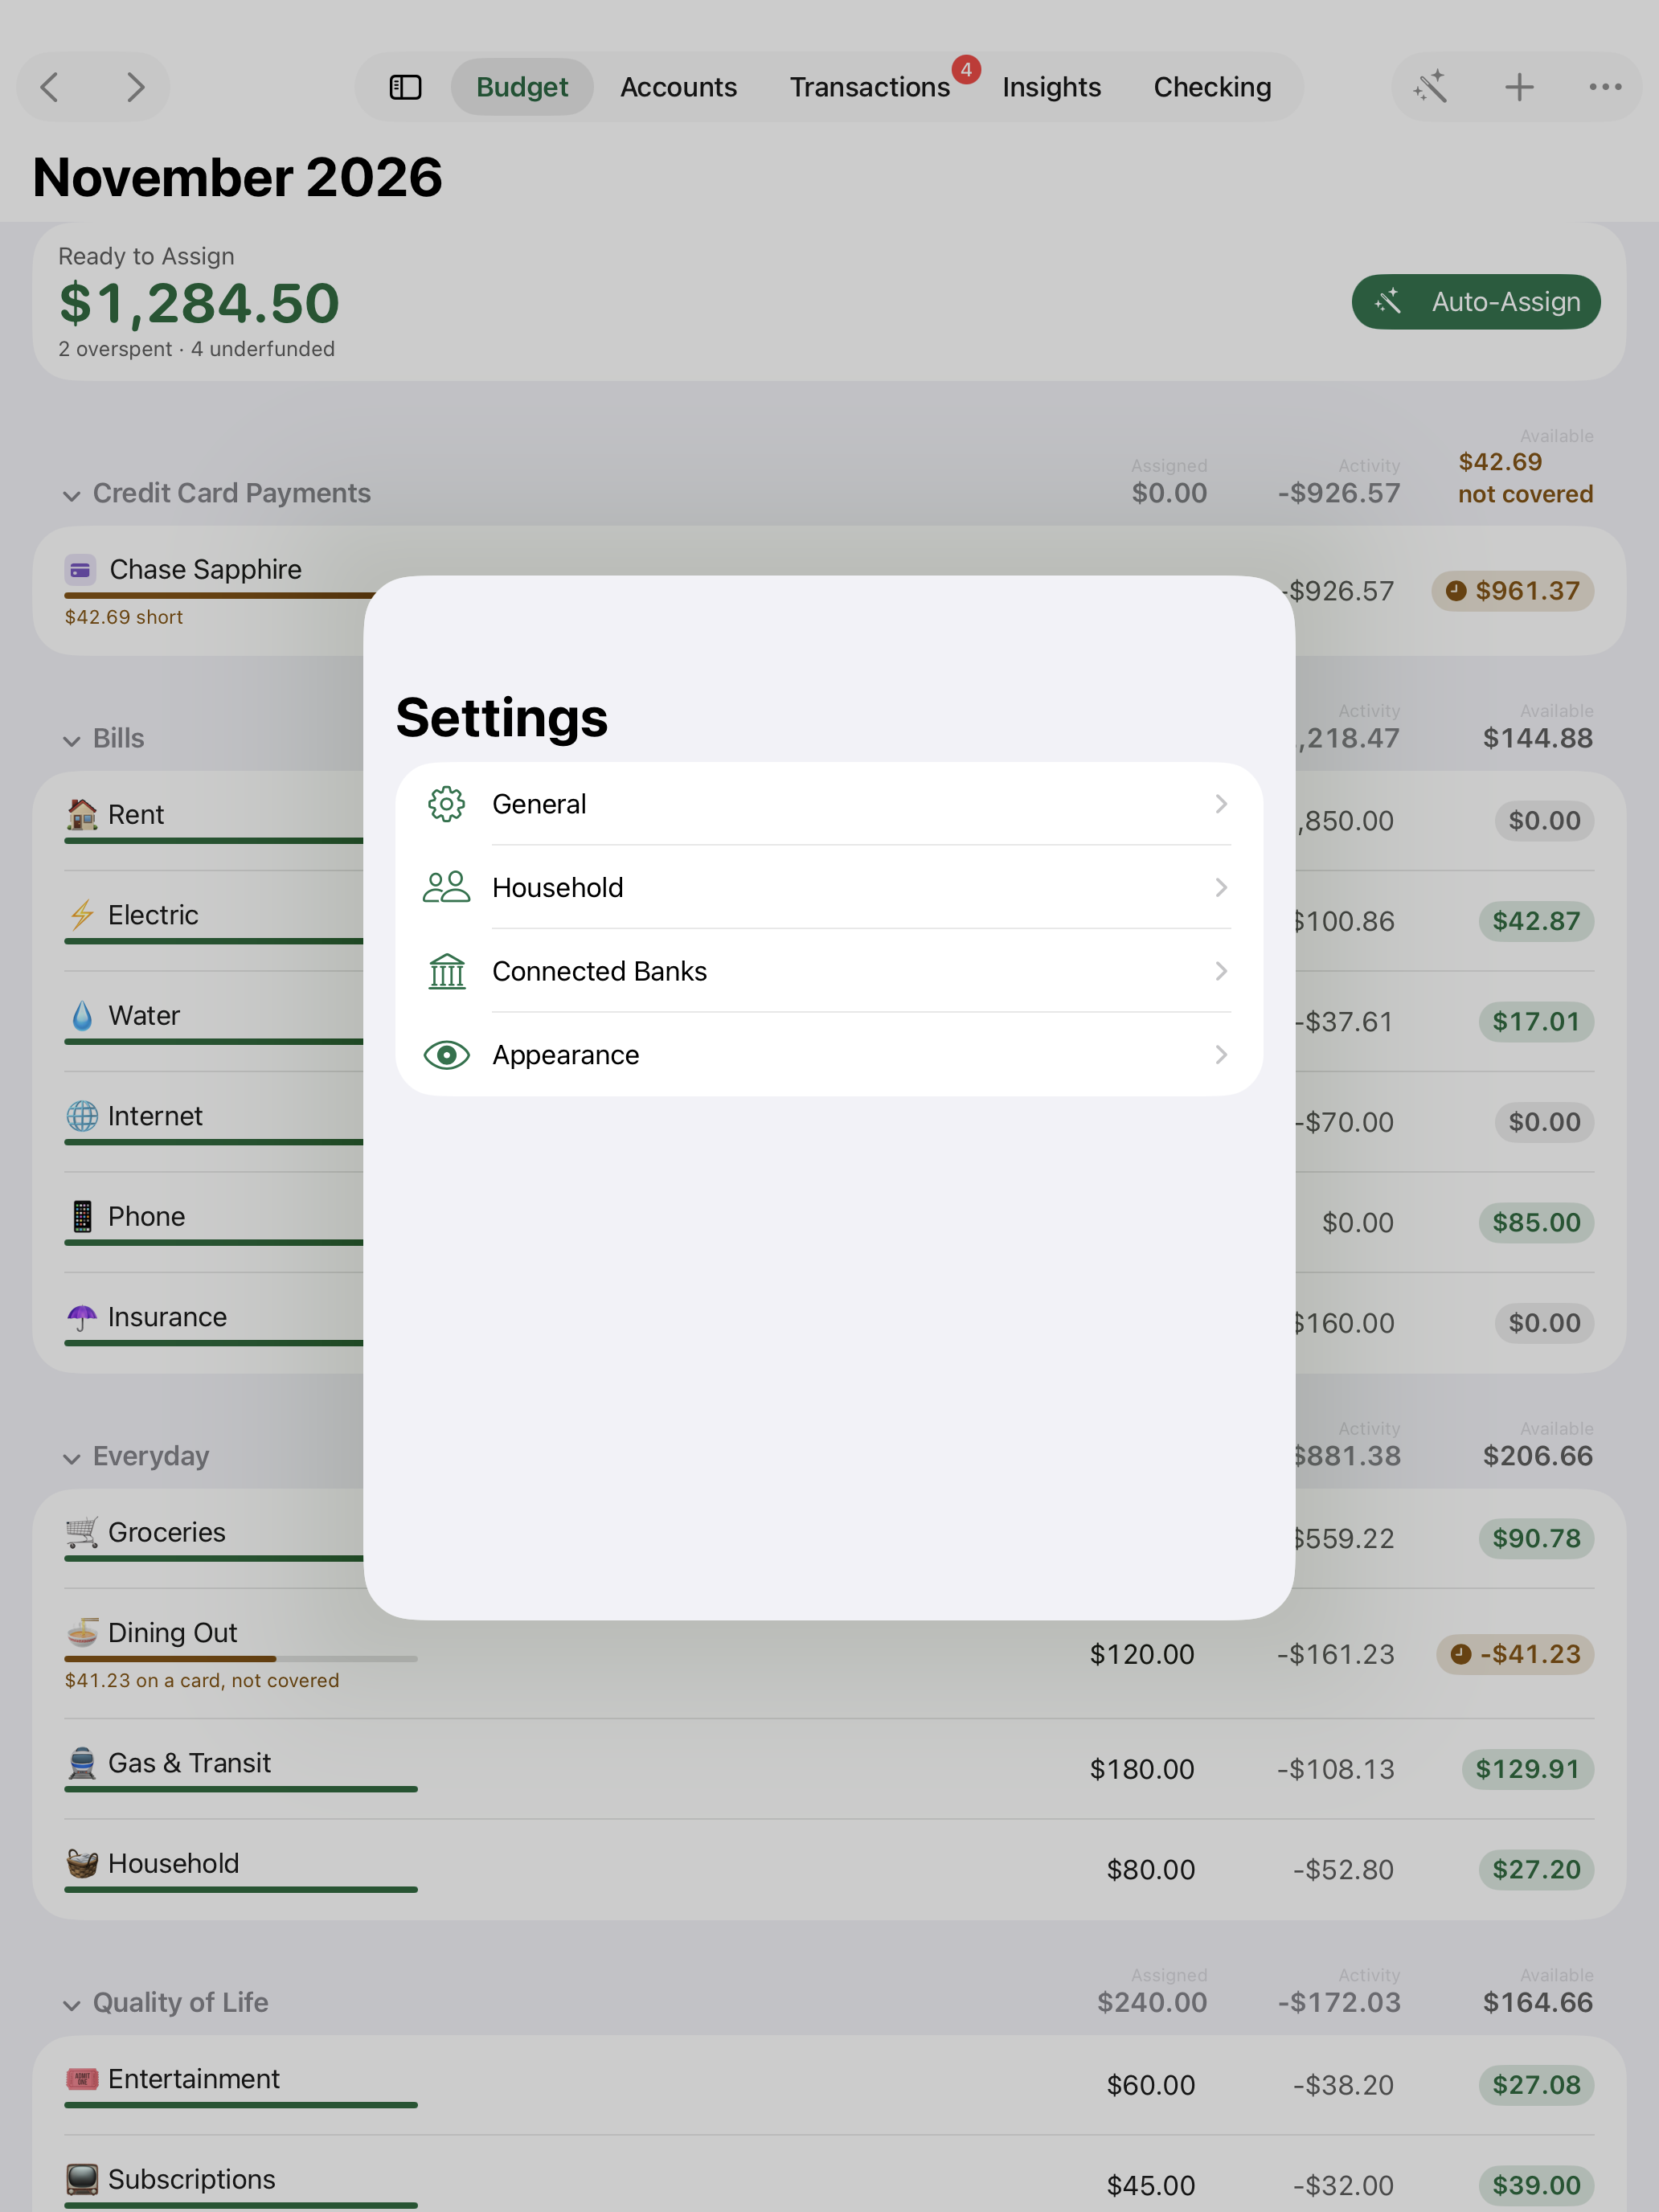 Budget
Accounts
Transactions
4
Insights
Checking
November 2026
Ready to Assign
$1,284.50
2 overspent · 4 underfunded
Auto-Assign
Credit Card Payments
Assigned
$0.00
Activity
-$926.57
Available
$42.69
not covered
Chase Sapphire
$42.69 short
-$926.57
$961.37
Bills
Activity
,218.47
Available
$144.88
Rent
,850.00
$0.00
Electric
$100.86
$42.87
Water
-$37.61
$17.01
Internet
-$70.00
$0.00
Phone
$0.00
$85.00
Insurance
$160.00
$0.00
Settings
General
Household
Connected Banks
Appearance
Everyday
Activity
$881.38
Available
$206.66
Groceries
$559.22
$90.78
Dining Out
$41.23 on a card, not covered
$120.00
-$161.23
-$41.23
Gas & Transit
$180.00
-$108.13
$129.91
Household
$80.00
-$52.80
$27.20
Quality of Life
Assigned
$240.00
Activity
-$172.03
Available
$164.66
Entertainment
$60.00
-$38.20
$27.08
Subscriptions
$45.00
-$32.00
$39.00